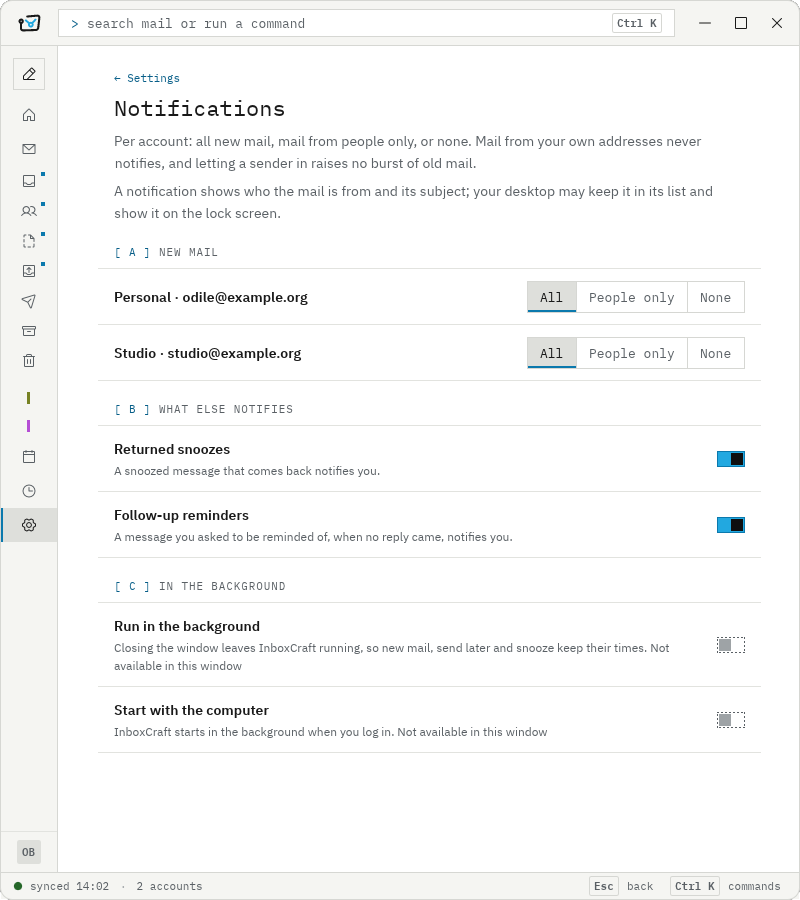 > search mail or run a command
Ctrl K
← Settings
Notifications
Per account: all new mail, mail from people only, or none. Mail from your own addresses never
notifies, and letting a sender in raises no burst of old mail.
A notification shows who the mail is from and its subject; your desktop may keep it in its list and
show it on the lock screen.
[ A ] NEW MAIL
Personal · odile@example.org
All People only None
Studio · studio@example.org
All People only None
[ B ] WHAT ELSE NOTIFIES
Returned snoozes
A snoozed message that comes back notifies you.
Follow-up reminders
A message you asked to be reminded of, when no reply came, notifies you.
[ C ] IN THE BACKGROUND
Run in the background
Closing the window leaves InboxCraft running, so new mail, send later and snooze keep their times. Not
available in this window
Start with the computer
InboxCraft starts in the background when you log in. Not available in this window
OB
synced 14:02 · 2 accounts
Esc back Ctrl K commands